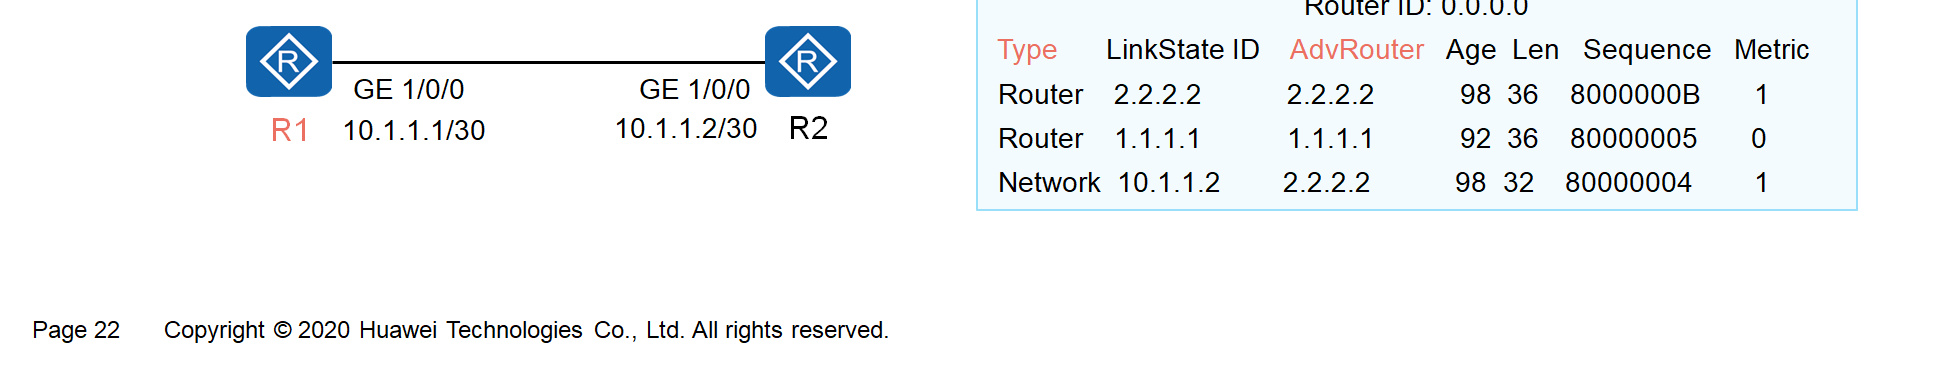 Router ID: 0.0.0.0
Type LinkState ID AdvRouter Age Len Sequence Metric
Router 2.2.2.2 2.2.2.2 98 36 8000000B 1
Router 1.1.1.1 1.1.1.1 92 36 80000005 0
Network 10.1.1.2 2.2.2.2 98 32 80000004 1
R R
GE 1/0/0 GE 1/0/0
R1 10.1.1.1/30 10.1.1.2/30 R2
Page 22 Copyright © 2020 Huawei Technologies Co., Ltd. All rights reserved.